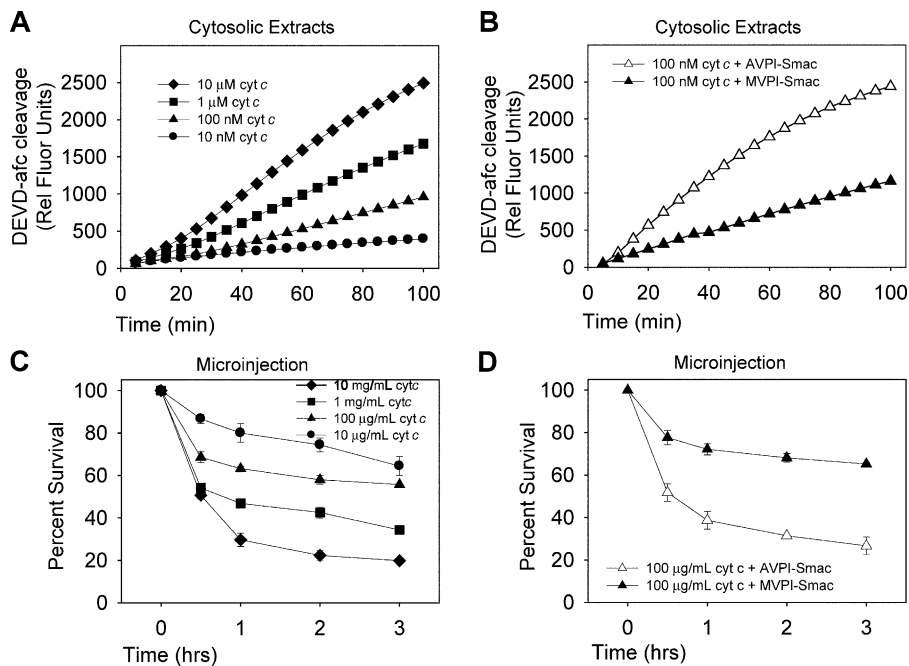 A
Cytosolic Extracts
DEVD-afc cleavage
(Rel Fluor Units)
2500
2000
1500
1000
500
0
10 µM cyt c
1 µM cyt c
100 nM cyt c
10 nM cyt c
0 20 40 60 80 100
Time (min)
B
Cytosolic Extracts
DEVD-afc cleavage
(Rel Fluor Units)
2500
2000
1500
1000
500
0
100 nM cyt c + AVPI-Smac
100 nM cyt c + MVPI-Smac
0 20 40 60 80 100
Time (min)
C
Microinjection
Percent Survival
100
80
60
40
20
0
10 mg/mL cytc
1 mg/mL cytc
100 µg/mL cyt c
10 µg/mL cyt c
0 1 2 3
Time (hrs)
D
Microinjection
Percent Survival
100
80
60
40
20
0
100 µg/mL cyt c + AVPI-Smac
100 µg/mL cyt c + MVPI-Smac
0 1 2 3
Time (hrs)